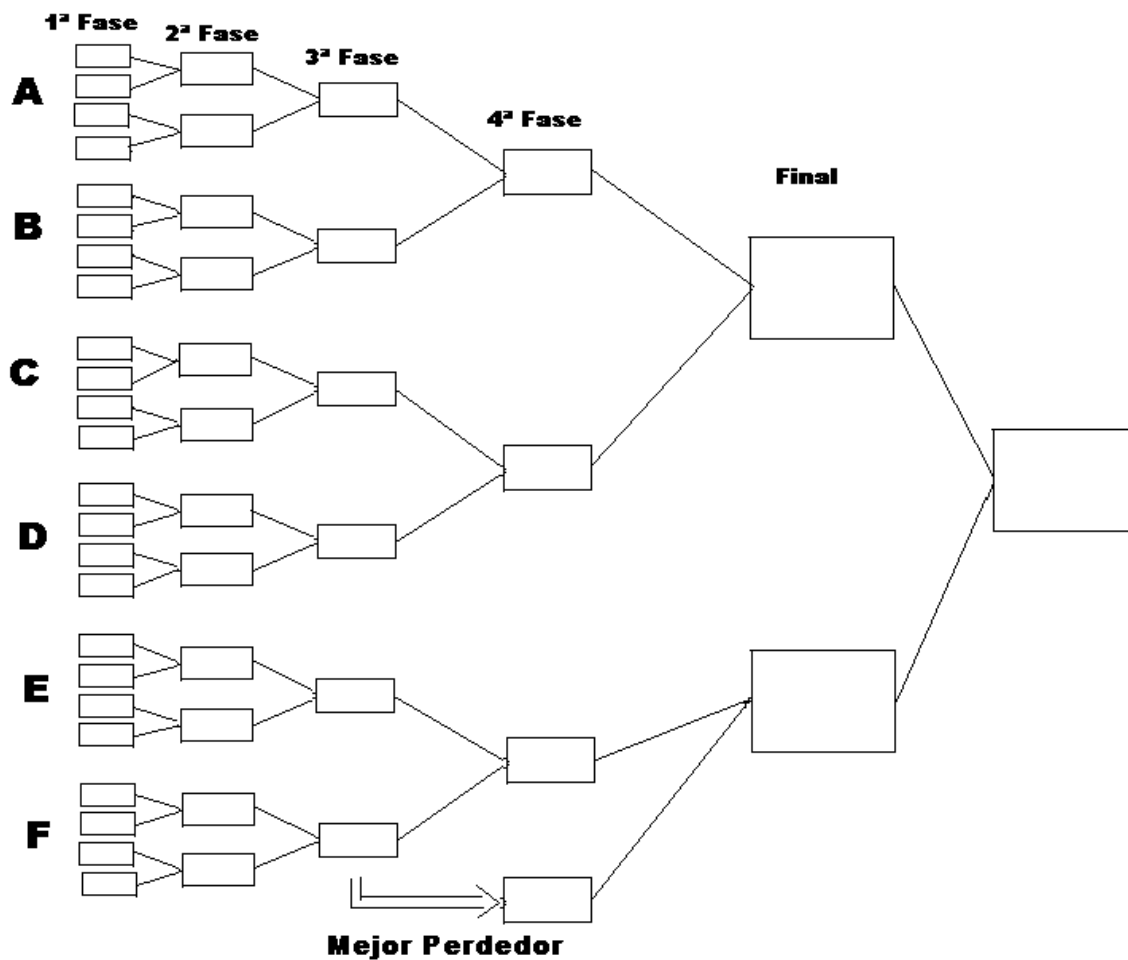 1ª Fase
2ª Fase
3ª Fase
4ª Fase
Final
A
B
C
D
E
F
Mejor Perdedor